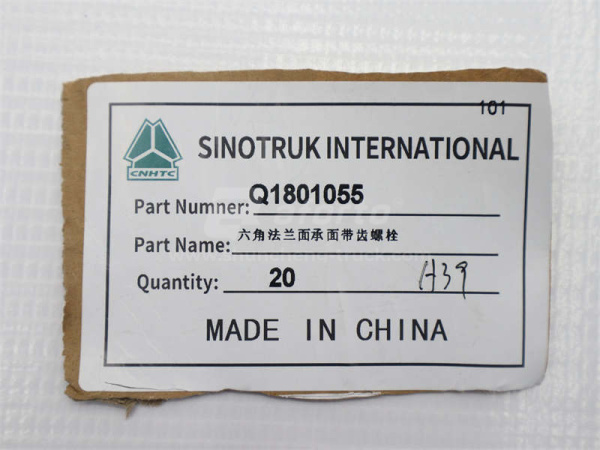 101
SINOTRUK INTERNATIONAL
CNHTC
Part Numner: Q1801055
Part Name: 六角法兰面承面带齿螺栓
Quantity: 20 H39
MADE IN CHINA